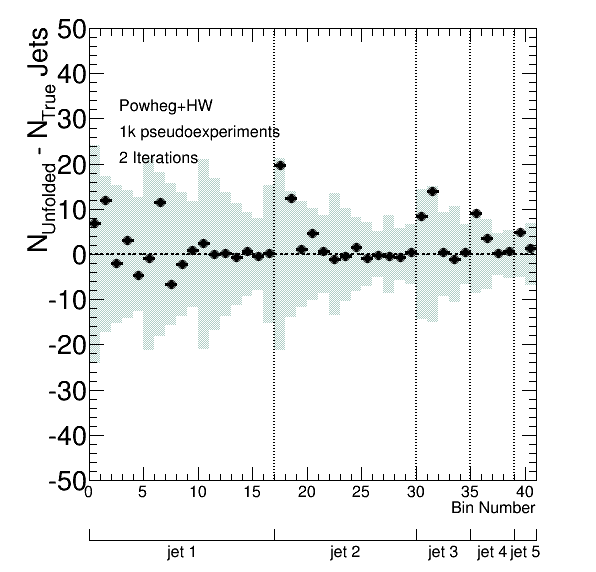 N_Unfolded - N_True Jets
50
40
30
20
10
0
-10
-20
-30
-40
-50
Powheg+HW
1k pseudoexperiments
2 Iterations
0 5 10 15 20 25 30 35 40
Bin Number
jet 1 jet 2 jet 3 jet 4 jet 5